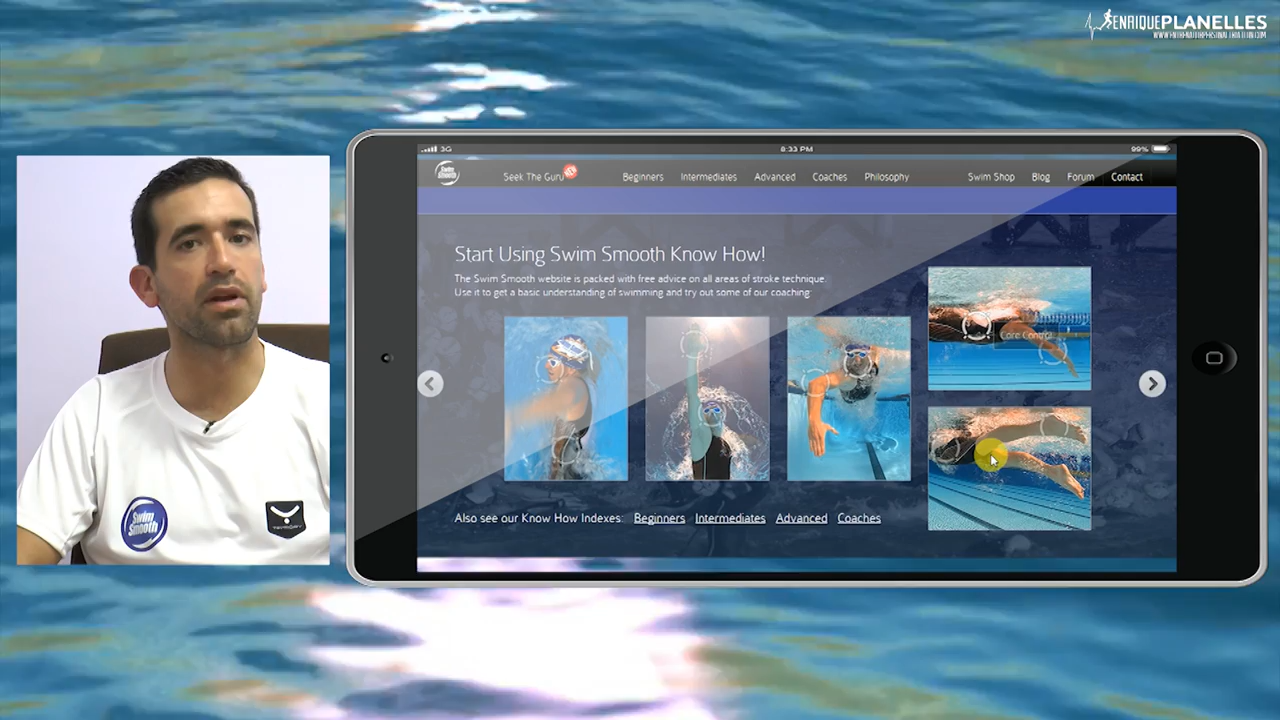 ENRIQUEPLANELLES
3G
8:33 PM
99%
Swim Smooth
Seek The Guru
NEW
Beginners
Intermediates
Advanced
Coaches
Philosophy
Swim Shop
Blog
Forum
Contact
Start Using Swim Smooth Know How!
The Swim Smooth website is packed with free advice on all areas of stroke technique.
Use it to get a basic understanding of swimming and try out some of our coaching
Core Control
Also see our Know How Indexes: Beginners Intermediates Advanced Coaches
Swim
Smooth